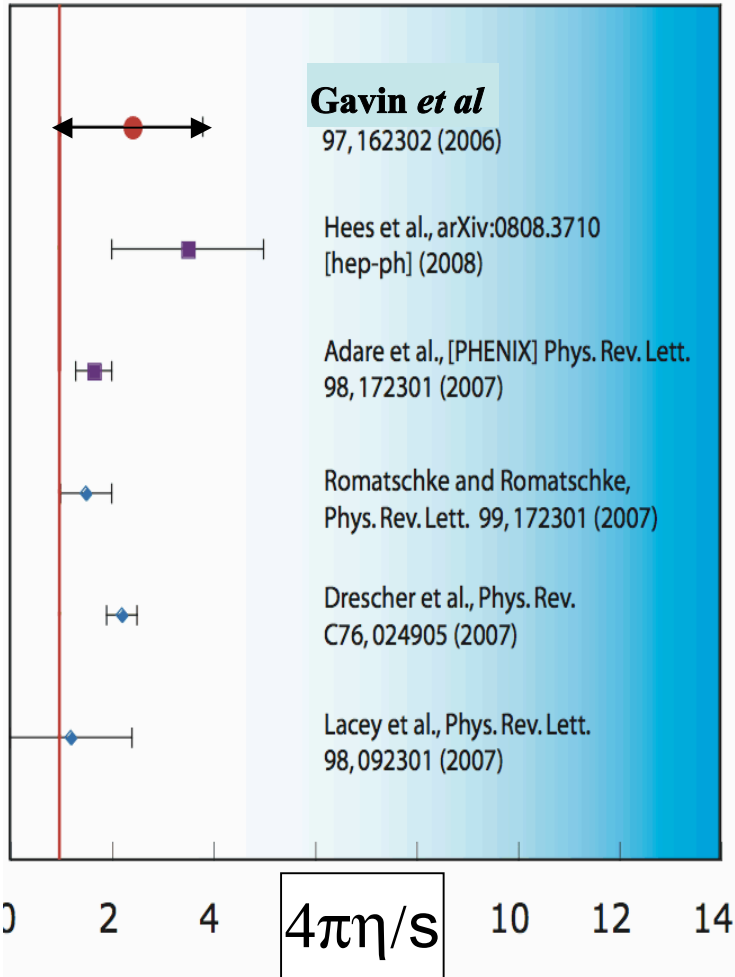 Gavin et al
97, 162302 (2006)
Hees et al., arXiv:0808.3710
[hep-ph] (2008)
Adare et al., [PHENIX] Phys. Rev. Lett.
98, 172301 (2007)
Romatschke and Romatschke,
Phys. Rev. Lett. 99, 172301 (2007)
Drescher et al., Phys. Rev.
C76, 024905 (2007)
Lacey et al., Phys. Rev. Lett.
98, 092301 (2007)
0 2 4 4πη/s 10 12 14